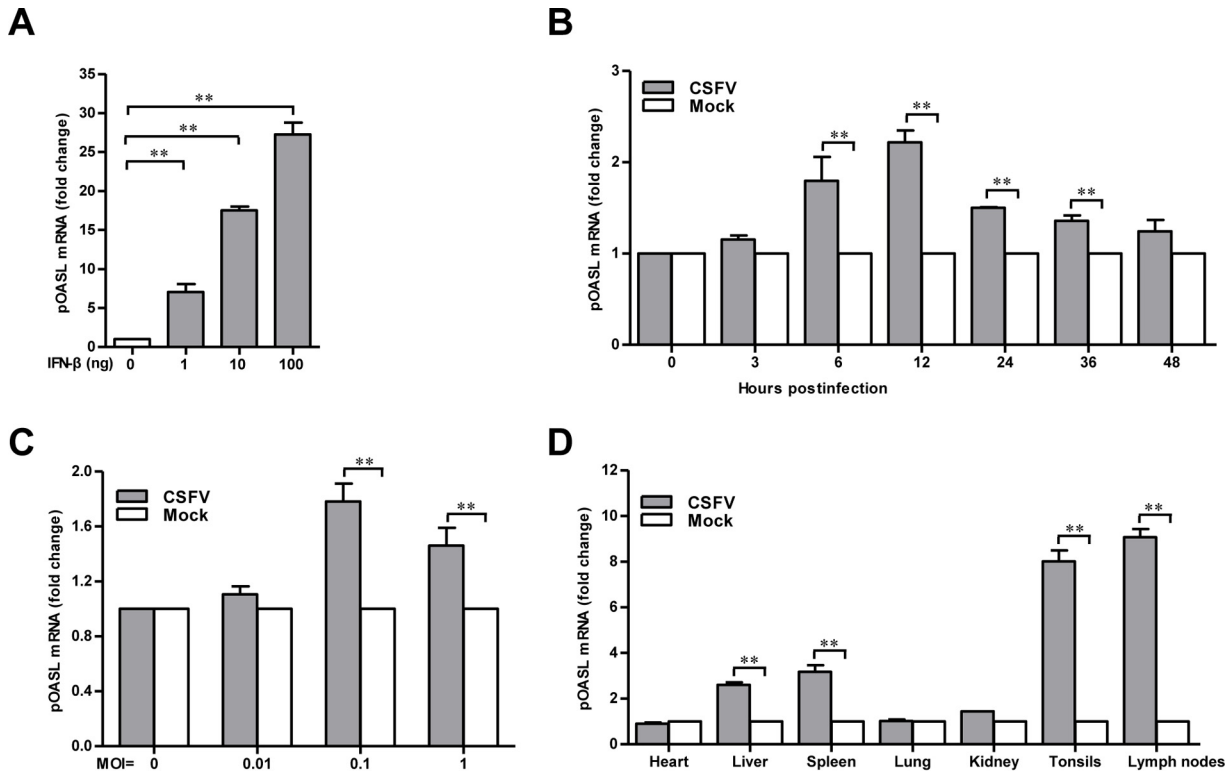 A
pOASL mRNA (fold change)
35
30
25
20
15
10
5
0
**
**
**
IFN-β (ng) 0 1 10 100
B
pOASL mRNA (fold change)
3
2
1
0
CSFV
Mock
**
**
**
**
0 3 6 12 24 36 48
Hours postinfection
C
pOASL mRNA (fold change)
2.0
1.6
1.2
0.8
0.4
0.0
CSFV
Mock
**
**
MOI= 0 0.01 0.1 1
D
pOASL mRNA (fold change)
12
10
8
6
4
2
0
CSFV
Mock
**
**
**
**
Heart Liver Spleen Lung Kidney Tonsils Lymph nodes